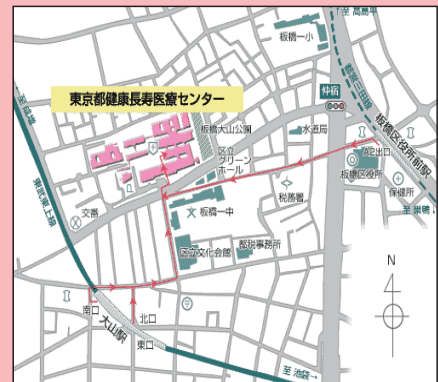 至 高島平
板橋一小
仲宿
都営三田線
東京都健康長寿医療センター
至 成増
板橋大山公園
水道局
板橋区役所前駅
区立
グリーン
ホール
A2出口
板橋区役所
保健所
東武東上線
税務署
至 巣鴨
交番
板橋一中
都税事務所
区立文化会館
N
南口
北口
大山駅
東口
至 池袋